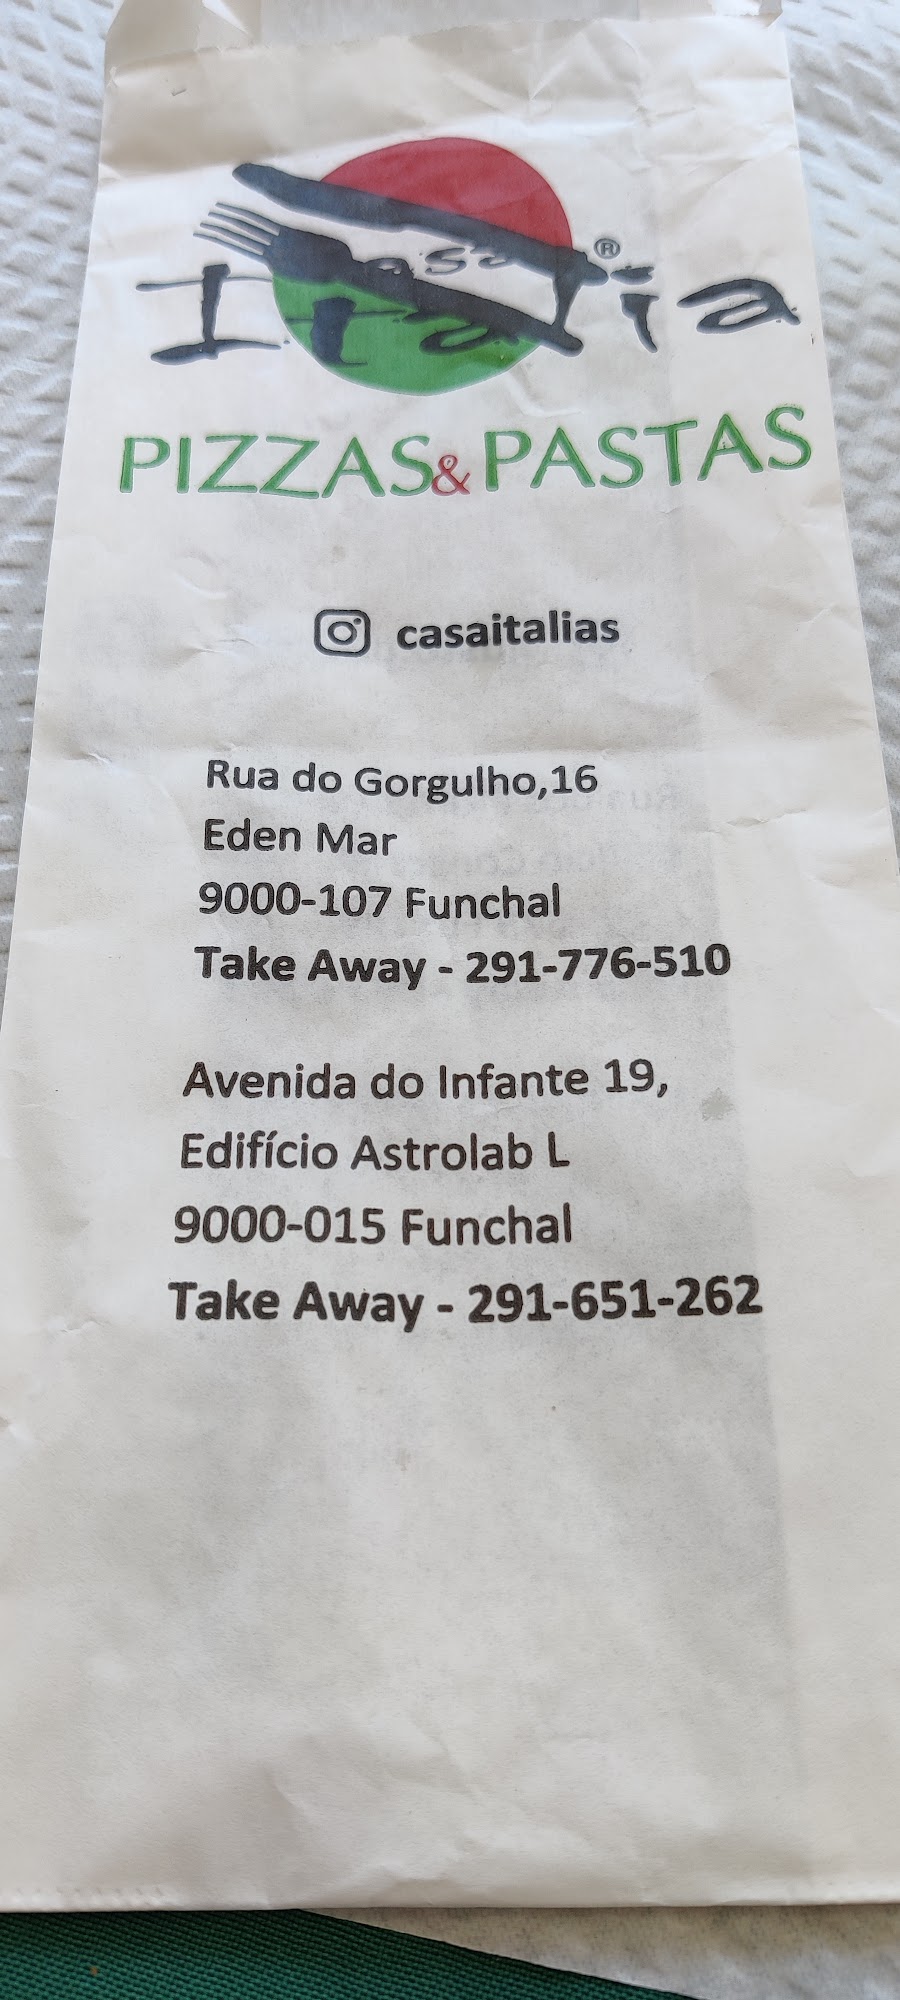 Casa
Italia®
PIZZAS&PASTAS
casaitalias
Rua do Gorgulho,16
Eden Mar
9000-107 Funchal
Take Away - 291-776-510
Avenida do Infante 19,
Edifício Astrolab L
9000-015 Funchal
Take Away - 291-651-262